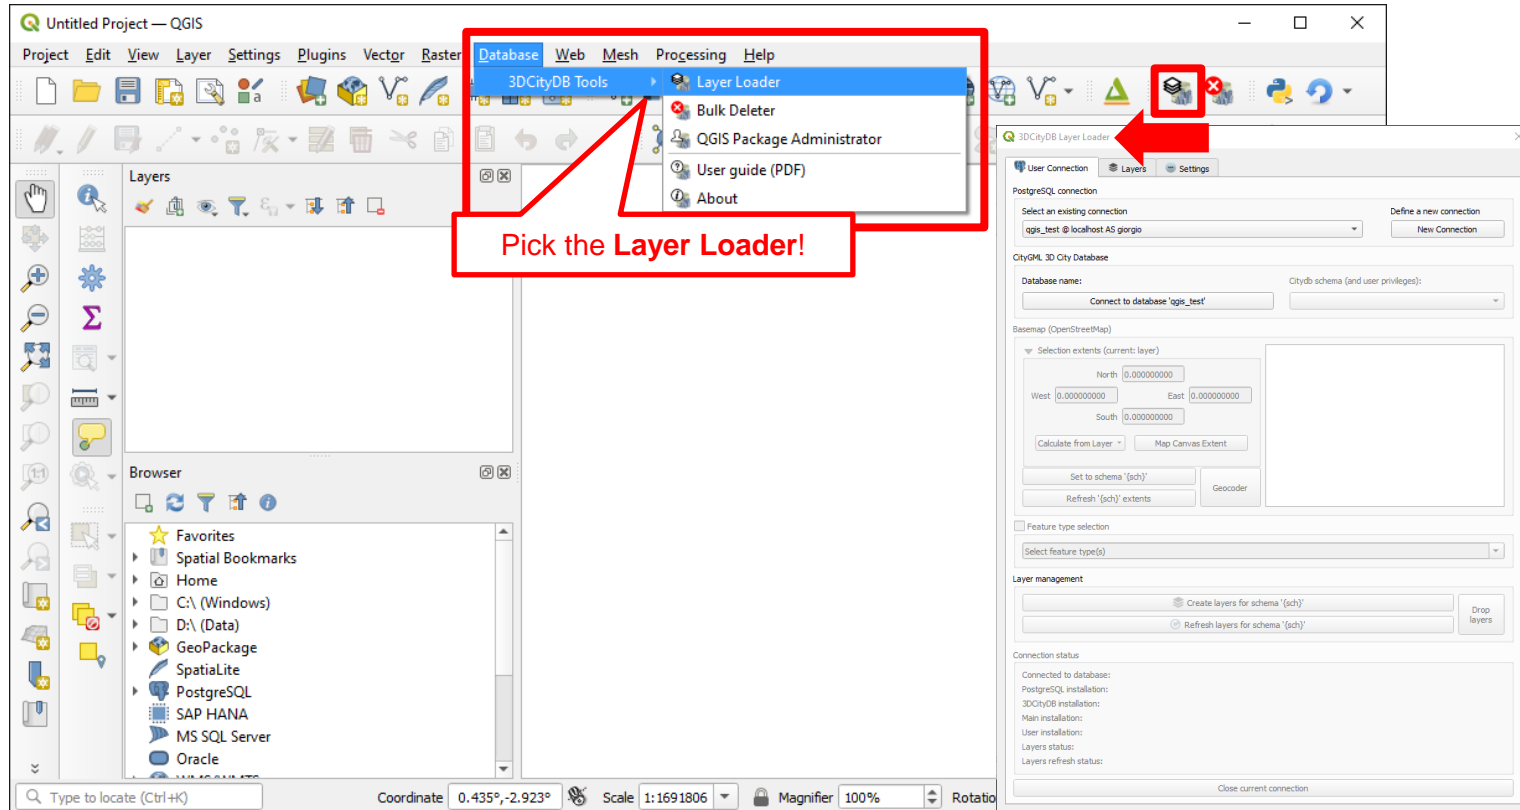 Untitled Project — QGIS
Project Edit View Layer Settings Plugins Vector Raster Database Web Mesh Processing Help
3DCityDB Tools
Layer Loader
Bulk Deleter
QGIS Package Administrator
User guide (PDF)
About
Pick the Layer Loader!
Layers
Browser
Favorites
Spatial Bookmarks
Home
C:\ (Windows)
D:\ (Data)
GeoPackage
SpatiaLite
PostgreSQL
SAP HANA
MS SQL Server
Oracle
Type to locate (Ctrl+K)
Coordinate 0.435°,-2.923°
Scale 1:1691806
Magnifier 100%
Rotatio
3DCityDB Layer Loader
User Connection Layers Settings
PostgreSQL connection
Select an existing connection
Define a new connection
qgis_test @ localhost AS giorgio
New Connection
CityGML 3D City Database
Database name:
Citydb schema (and user privileges):
Connect to database 'qgis_test'
Basemap (OpenStreetMap)
Selection extents (current: layer)
North 0.000000000
West 0.000000000
East 0.000000000
South 0.000000000
Calculate from Layer
Map Canvas Extent
Set to schema '{sch}'
Geocoder
Refresh '{sch}' extents
Feature type selection
Select feature type(s)
Layer management
Create layers for schema '{sch}'
Refresh layers for schema '{sch}'
Drop
layers
Connection status
Connected to database:
PostgreSQL installation:
3DCityDB installation:
Main installation:
User installation:
Layers status:
Layers refresh status:
Close current connection